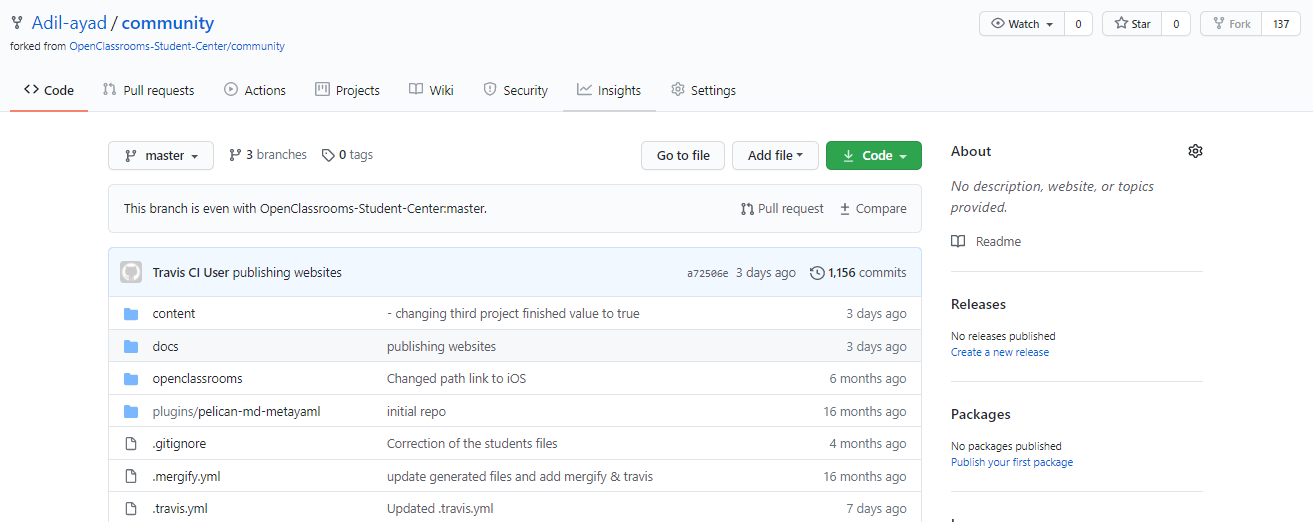 Adil-ayad / community
Watch 0 Star 0 Fork 137
forked from OpenClassrooms-Student-Center/community
Code Pull requests Actions Projects Wiki Security Insights Settings
master 3 branches 0 tags Go to file Add file Code
This branch is even with OpenClassrooms-Student-Center:master. Pull request Compare
Travis CI User publishing websites a72506e 3 days ago 1,156 commits
content - changing third project finished value to true 3 days ago
docs publishing websites 3 days ago
openclassrooms Changed path link to iOS 6 months ago
plugins/pelican-md-metayaml initial repo 16 months ago
.gitignore Correction of the students files 4 months ago
.mergify.yml update generated files and add mergify & travis 16 months ago
.travis.yml Updated .travis.yml 7 days ago
About
No description, website, or topics
provided.
Readme
Releases
No releases published
Create a new release
Packages
No packages published
Publish your first package